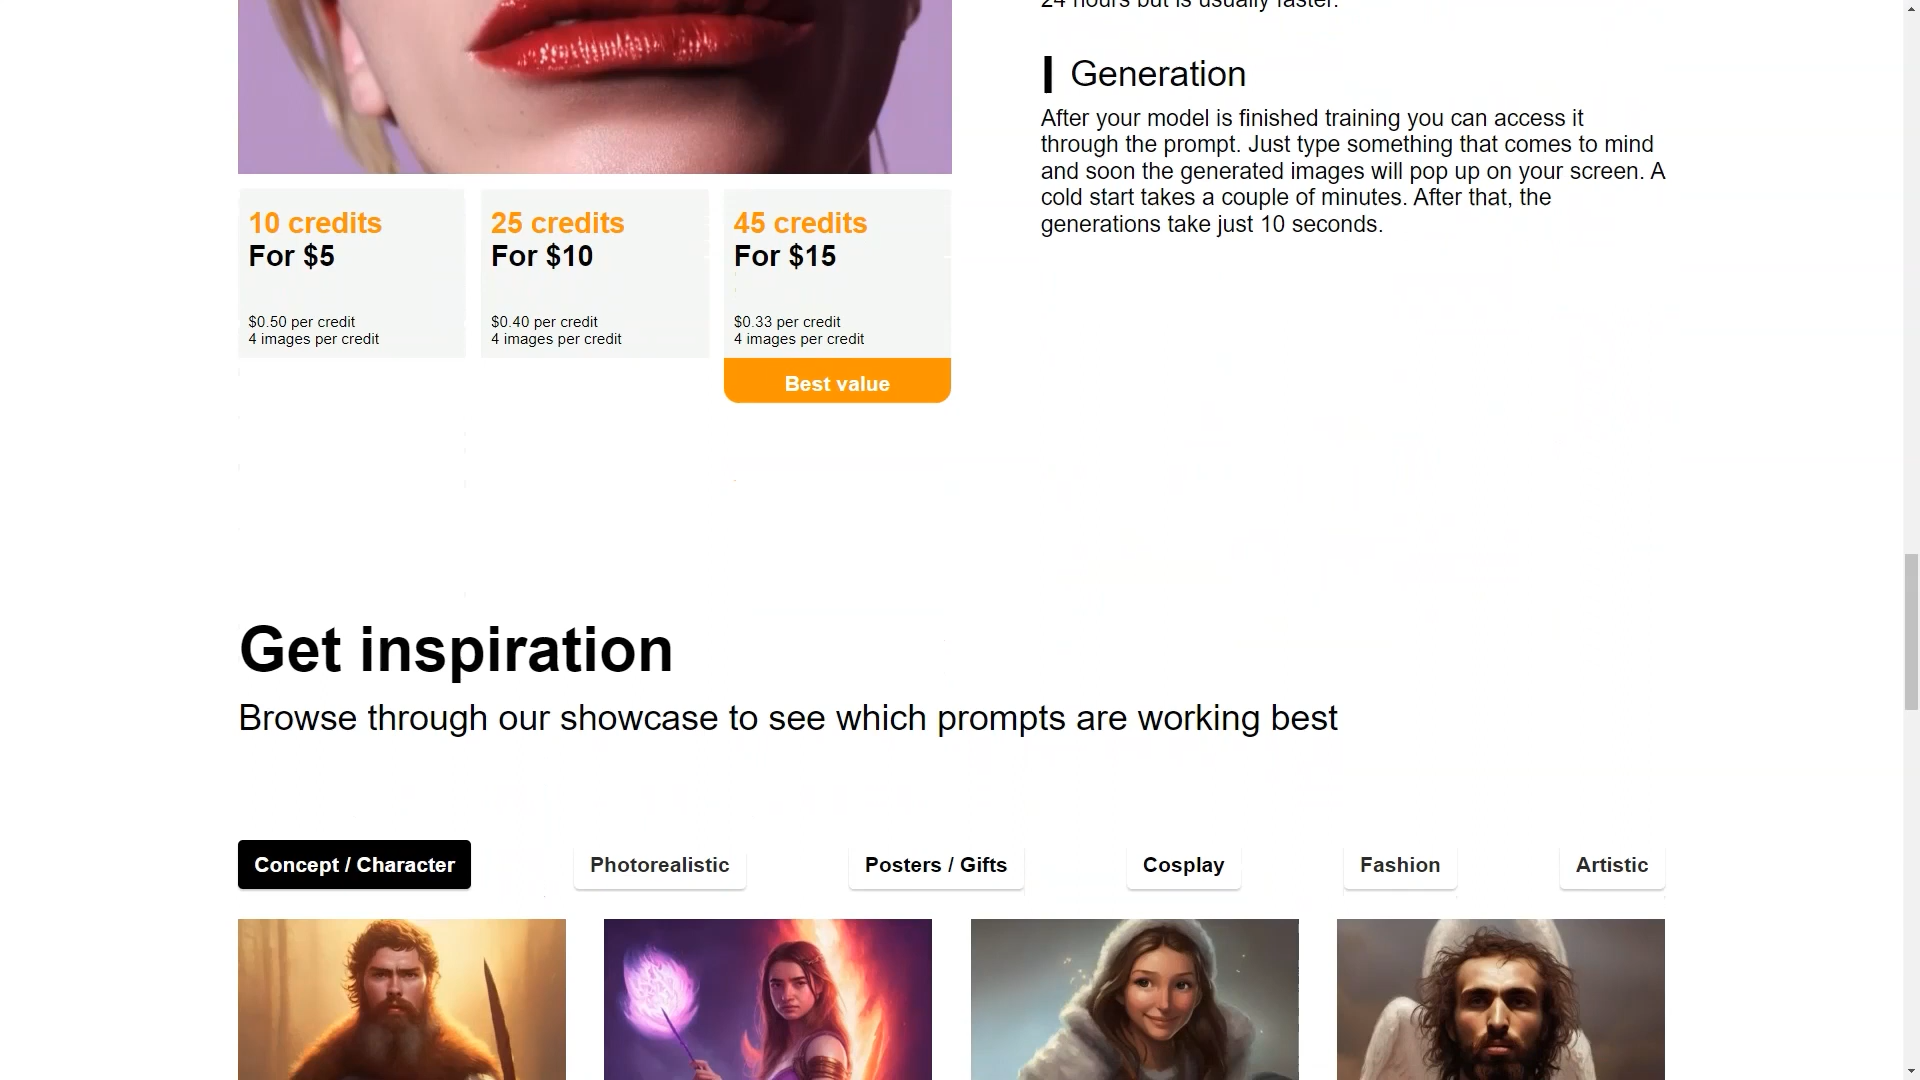 24 hours but is usually faster.
Generation
After your model is finished training you can access it
through the prompt. Just type something that comes to mind
and soon the generated images will pop up on your screen. A
cold start takes a couple of minutes. After that, the
generations take just 10 seconds.
10 credits
For $5
$0.50 per credit
4 images per credit
25 credits
For $10
$0.40 per credit
4 images per credit
45 credits
For $15
$0.33 per credit
4 images per credit
Best value
Get inspiration
Browse through our showcase to see which prompts are working best
Concept / Character
Photorealistic
Posters / Gifts
Cosplay
Fashion
Artistic